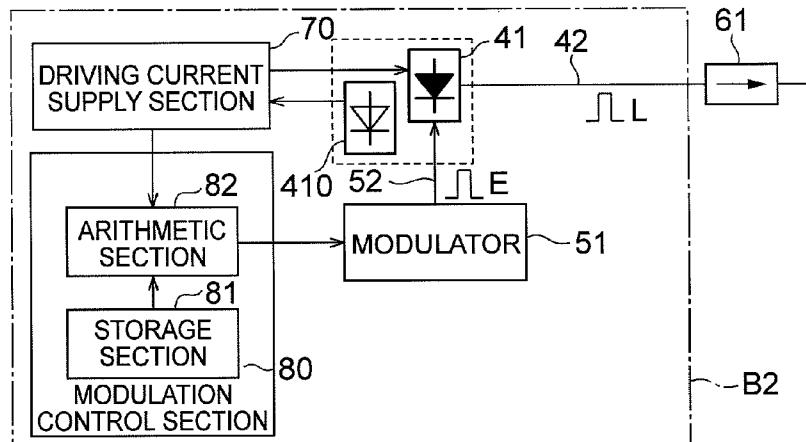 70
DRIVING CURRENT
SUPPLY SECTION
41
42
61
L
410
52
E
82
ARITHMETIC
SECTION
MODULATOR
51
81
STORAGE
SECTION
80
MODULATION
CONTROL SECTION
B2